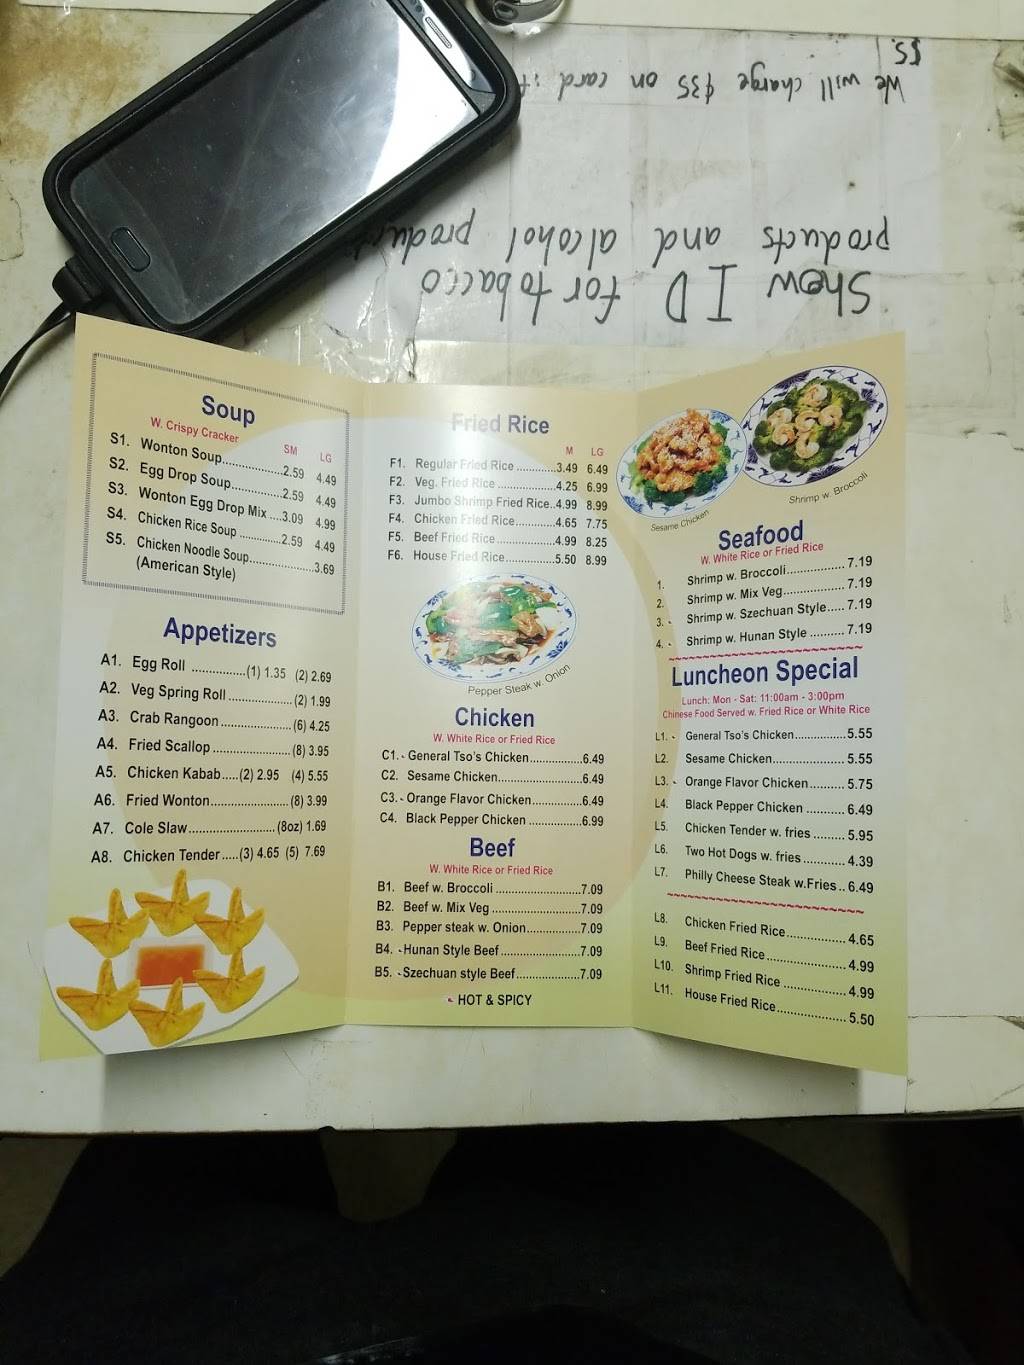 $5.
We will charge ¢35 on card if
products and alcohol product
Show ID for tobacco
Soup
W. Crispy Cracker
SM LG
S1. Wonton Soup...............2.59 4.49
S2. Egg Drop Soup.............2.59 4.49
S3. Wonton Egg Drop Mix ....3.09 4.99
S4. Chicken Rice Soup ..........2.59 4.49
S5. Chicken Noodle Soup................3.69
(American Style)
Appetizers
A1. Egg Roll ..............(1) 1.35 (2) 2.69
A2. Veg Spring Roll ................(2) 1.99
A3. Crab Rangoon..................(6) 4.25
A4. Fried Scallop ....................(8) 3.95
A5. Chicken Kabab.....(2) 2.95 (4) 5.55
A6. Fried Wonton....................(8) 3.99
A7. Cole Slaw......................(8oz) 1.69
A8. Chicken Tender.....(3) 4.65 (5) 7.69
Fried Rice
M LG
F1. Regular Fried Rice ..........3.49 6.49
F2. Veg. Fried Rice ...............4.25 6.99
F3. Jumbo Shrimp Fried Rice..4.99 8.99
F4. Chicken Fried Rice..........4.65 7.75
F5. Beef Fried Rice...............4.99 8.25
F6. House Fried Rice.............5.50 8.99
Pepper Steak w. Onion
Chicken
W. White Rice or Fried Rice
C1. General Tso's Chicken................6.49
C2. Sesame Chicken.........................6.49
C3. Orange Flavor Chicken...............6.49
C4. Black Pepper Chicken ................6.99
Beef
W. White Rice or Fried Rice
B1. Beef w. Broccoli ..........................7.09
B2. Beef w. Mix Veg ...........................7.09
B3. Pepper steak w. Onion................7.09
B4. Hunan Style Beef........................7.09
B5. Szechuan style Beef...................7.09
HOT & SPICY
Sesame Chicken
Shrimp w. Broccoli
Seafood
W. White Rice or Fried Rice
1. Shrimp w. Broccoli................. 7.19
2. Shrimp w. Mix Veg.................. 7.19
3. Shrimp w. Szechuan Style..... 7.19
4. Shrimp w. Hunan Style .......... 7.19
Luncheon Special
Lunch: Mon - Sat: 11:00am - 3:00pm
Chinese Food Served w. Fried Rice or White Rice
L1. General Tso's Chicken............... 5.55
L2. Sesame Chicken..................... 5.55
L3. Orange Flavor Chicken.......... 5.75
L4. Black Pepper Chicken ........... 6.49
L5. Chicken Tender w. fries ......... 5.95
L6. Two Hot Dogs w. fries ............ 4.39
L7. Philly Cheese Steak w.Fries.. 6.49
L8. Chicken Fried Rice................. 4.65
L9. Beef Fried Rice....................... 4.99
L10. Shrimp Fried Rice .................. 4.99
L11. House Fried Rice.................... 5.50